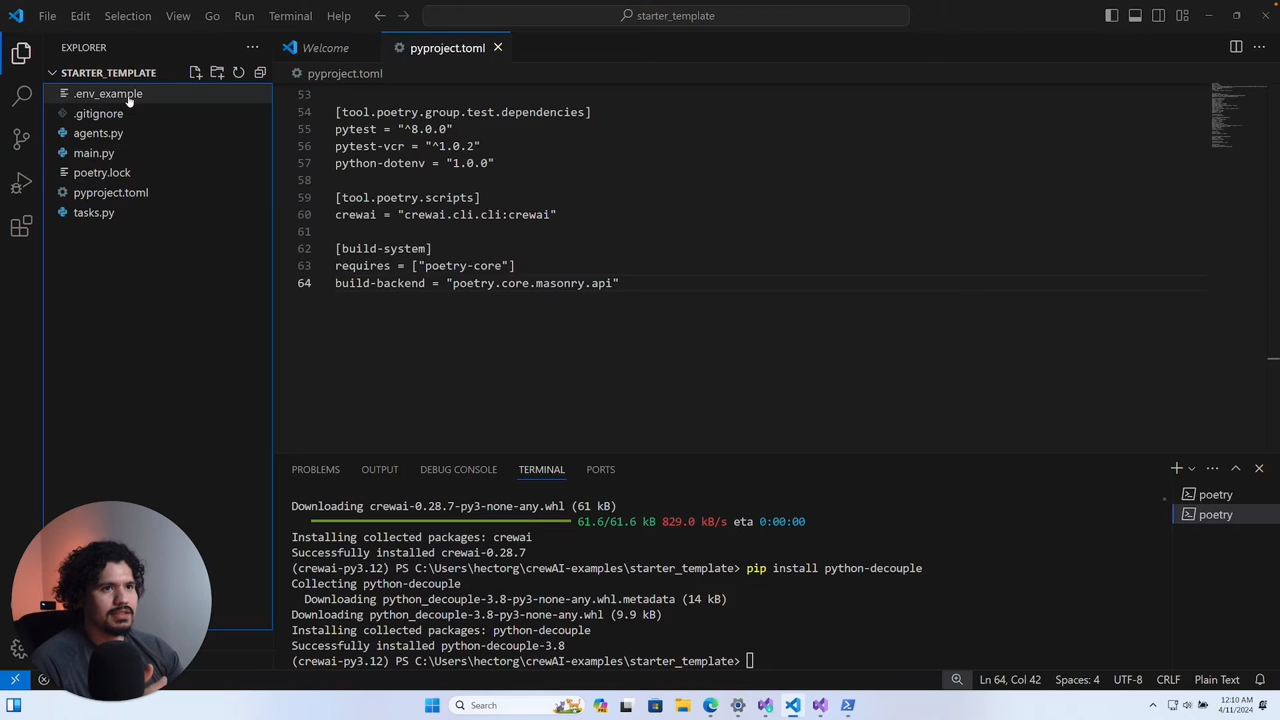 File Edit Selection View Go Run Terminal Help
starter_template
EXPLORER
Welcome
pyproject.toml
STARTER_TEMPLATE
pyproject.toml
.env_example
.gitignore
agents.py
main.py
poetry.lock
pyproject.toml
tasks.py
53
54 [tool.poetry.group.test.dependencies]
55 pytest = "^8.0.0"
56 pytest-vcr = "^1.0.2"
57 python-dotenv = "1.0.0"
58
59 [tool.poetry.scripts]
60 crewai = "crewai.cli.cli:crewai"
61
62 [build-system]
63 requires = ["poetry-core"]
64 build-backend = "poetry.core.masonry.api"
PROBLEMS OUTPUT DEBUG CONSOLE TERMINAL PORTS
poetry
poetry
Downloading crewai-0.28.7-py3-none-any.whl (61 kB)
61.6/61.6 kB 829.0 kB/s eta 0:00:00
Installing collected packages: crewai
Successfully installed crewai-0.28.7
(crewai-py3.12) PS C:\Users\hectorg\crewAI-examples\starter_template> pip install python-decouple
Collecting python-decouple
Downloading python_decouple-3.8-py3-none-any.whl.metadata (14 kB)
Downloading python_decouple-3.8-py3-none-any.whl (9.9 kB)
Installing collected packages: python-decouple
Successfully installed python-decouple-3.8
(crewai-py3.12) PS C:\Users\hectorg\crewAI-examples\starter_template>
Ln 64, Col 42 Spaces: 4 UTF-8 CRLF Plain Text
Search
12:10 AM
4/11/2024